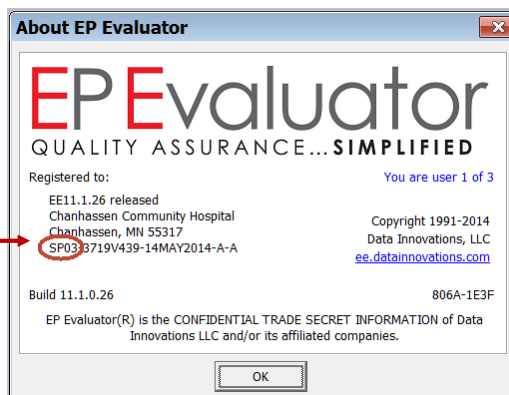 About EP Evaluator
EP Evaluator
QUALITY ASSURANCE...SIMPLIFIED
Registered to:
You are user 1 of 3
EE11.1.26 released
Chanhassen Community Hospital
Chanhassen, MN 55317
SP03-3719V439-14MAY2014-A-A
Copyright 1991-2014
Data Innovations, LLC
ee.datainnovations.com
Build 11.1.0.26
806A-1E3F
EP Evaluator(R) is the CONFIDENTIAL TRADE SECRET INFORMATION of Data
Innovations LLC and/or its affiliated companies.
OK